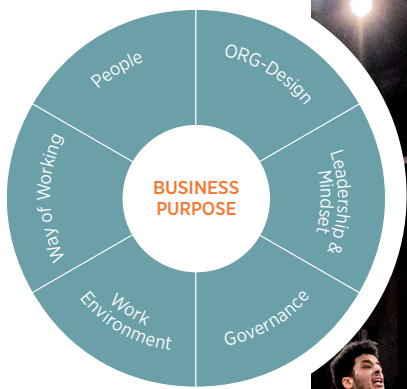 People
ORG-Design
Leadership &
Mindset
Governance
Work
Environment
Way of Working
BUSINESS
PURPOSE